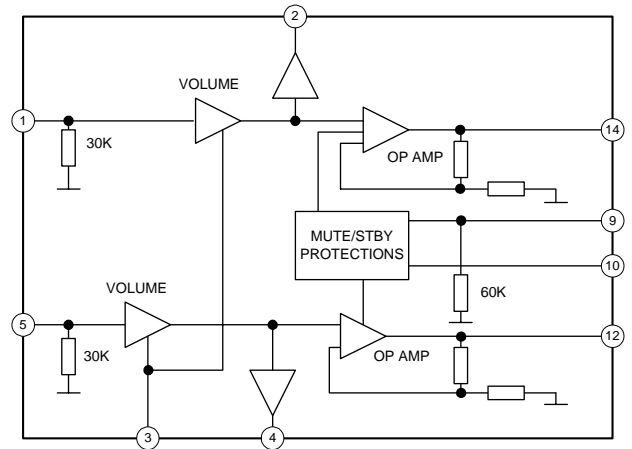 2
VOLUME
1
14
30K
OP AMP
9
MUTE/STBY
PROTECTIONS
10
VOLUME
60K
5
12
30K
OP AMP
3
4